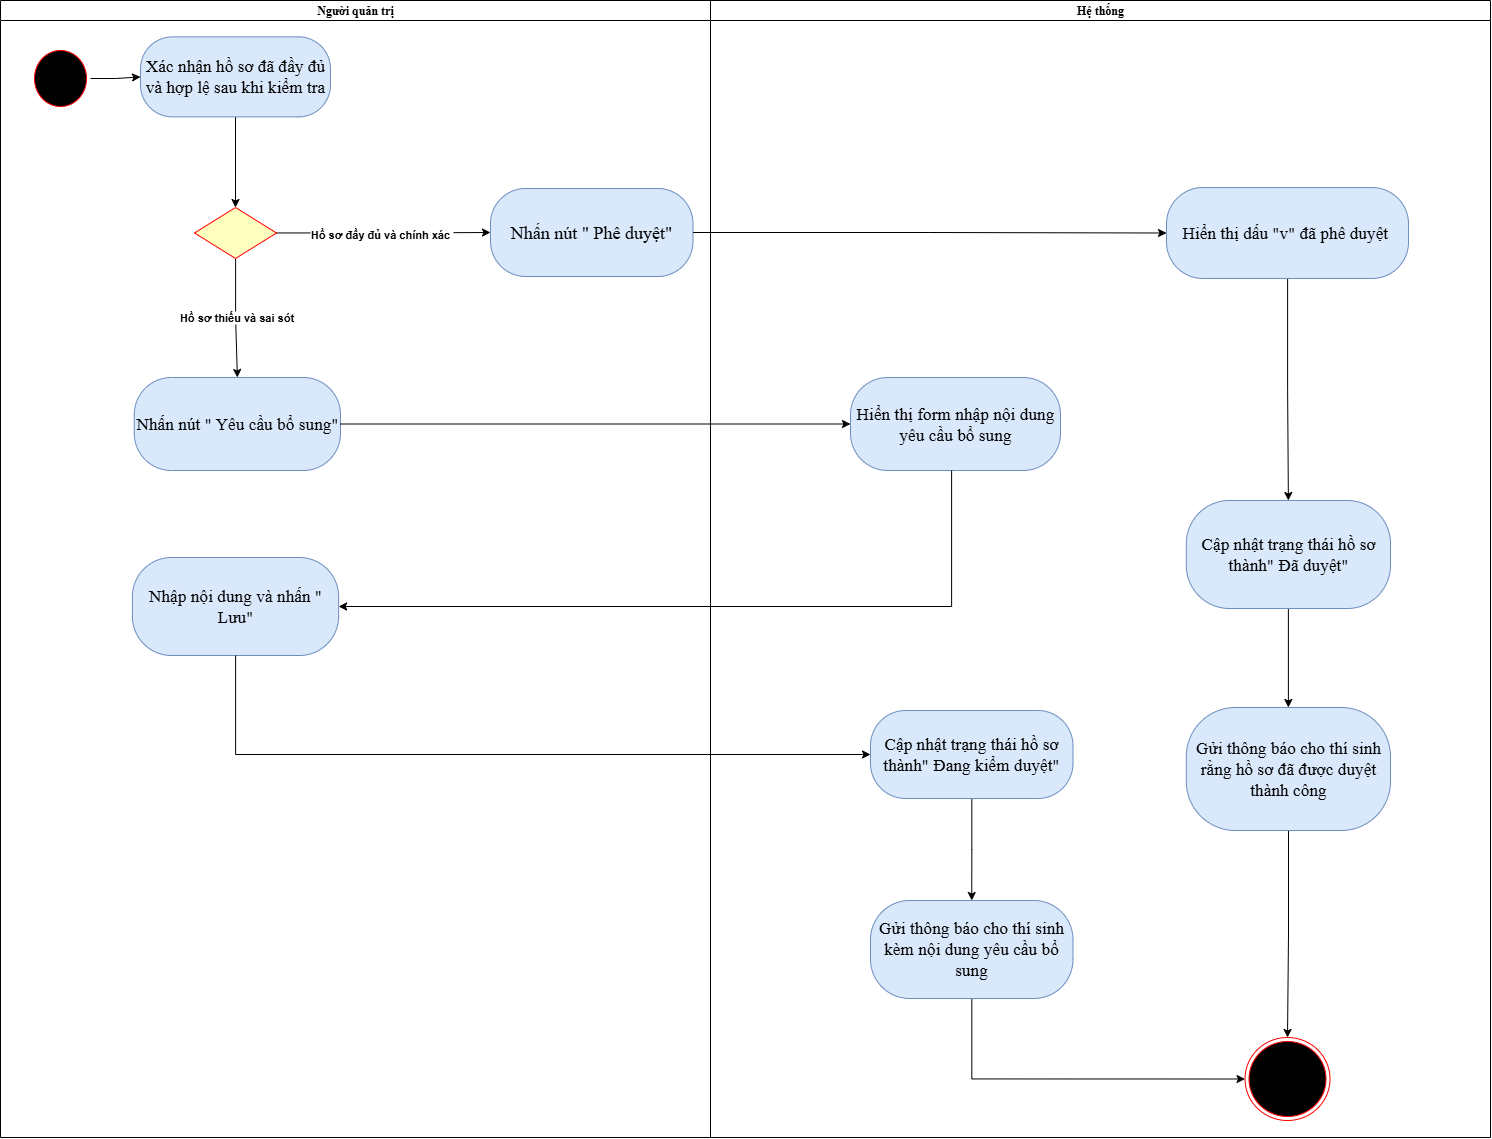 Người quản trị
Hệ thống
Xác nhận hồ sơ đã đầy đủ
và hợp lệ sau khi kiểm tra
Hồ sơ đầy đủ và chính xác
Nhấn nút " Phê duyệt"
Hiển thị dấu "v" đã phê duyệt
Hồ sơ thiếu và sai sót
Nhấn nút " Yêu cầu bổ sung"
Hiển thị form nhập nội dung
yêu cầu bổ sung
Cập nhật trạng thái hồ sơ
thành" Đã duyệt"
Nhập nội dung và nhấn "
Lưu"
Cập nhật trạng thái hồ sơ
thành" Đang kiểm duyệt"
Gửi thông báo cho thí sinh
rằng hồ sơ đã được duyệt
thành công
Gửi thông báo cho thí sinh
kèm nội dung yêu cầu bổ
sung